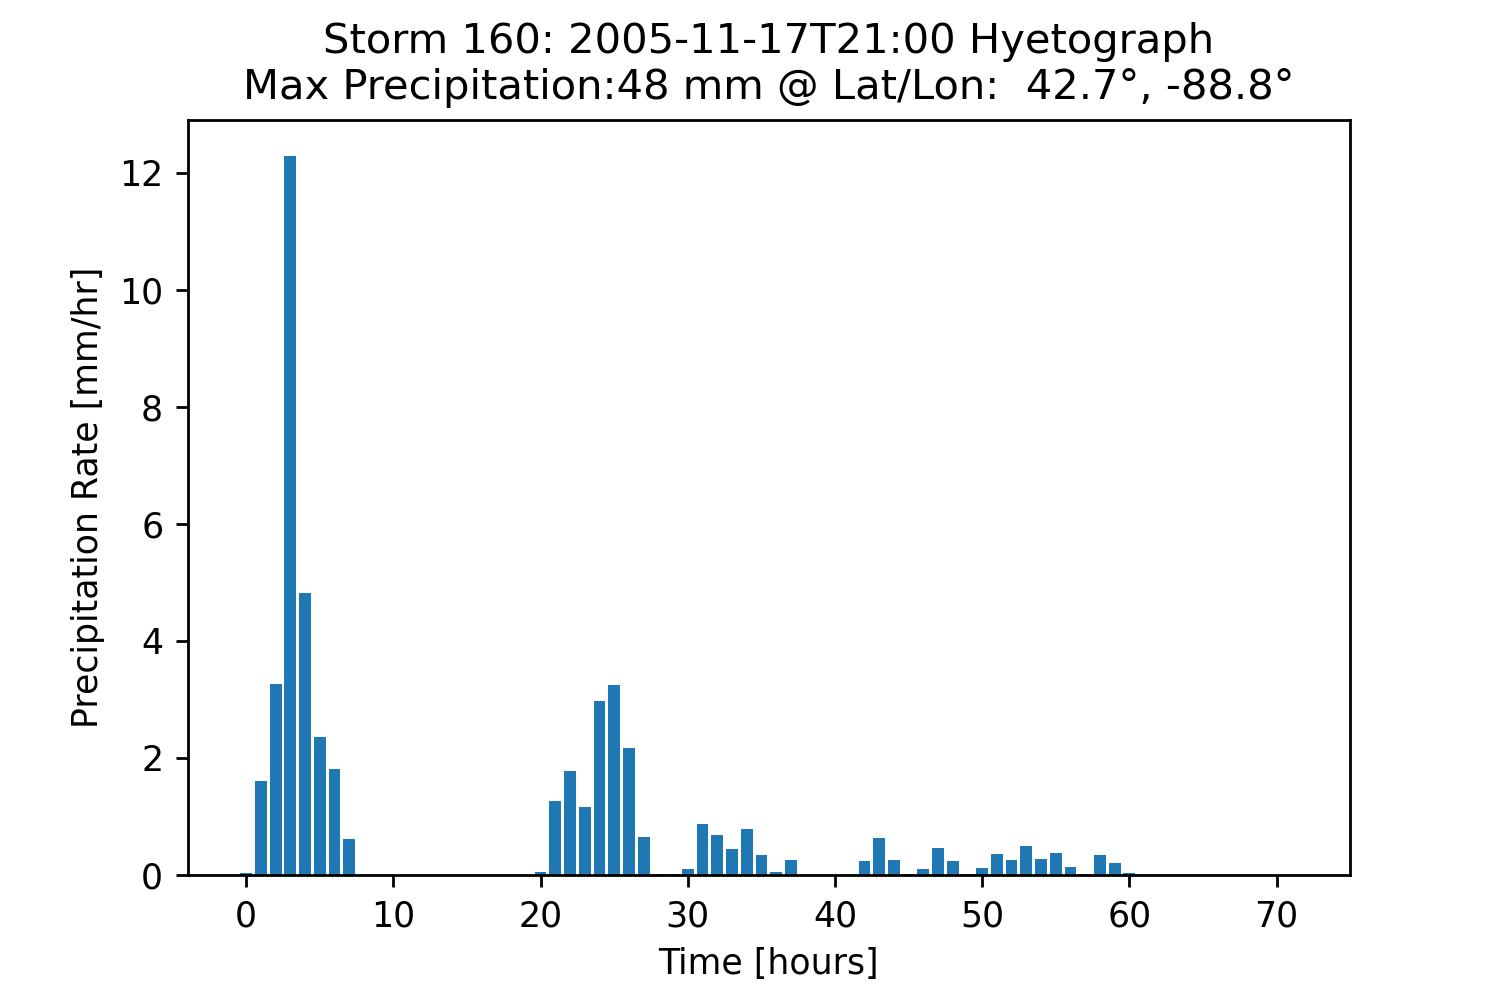 Storm 160: 2005-11-17T21:00 Hyetograph
Max Precipitation:48 mm @ Lat/Lon:  42.7°, -88.8°
12
10
8
6
4
2
0
Precipitation Rate [mm/hr]
0 10 20 30 40 50 60 70
Time [hours]